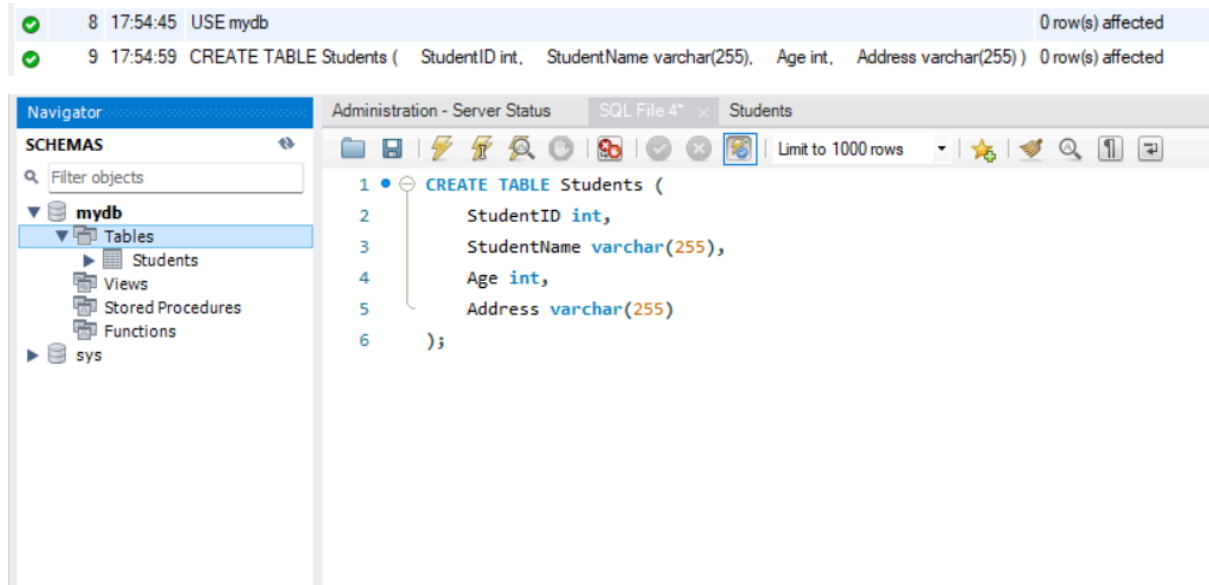 8 17:54:45 USE mydb 0 row(s) affected
9 17:54:59 CREATE TABLE Students ( StudentID int, StudentName varchar(255), Age int, Address varchar(255) ) 0 row(s) affected
Navigator
SCHEMAS
Filter objects
mydb
Tables
Students
Views
Stored Procedures
Functions
sys
Administration - Server Status SQL File 4* × Students
Limit to 1000 rows
1 CREATE TABLE Students (
2 StudentID int,
3 StudentName varchar(255),
4 Age int,
5 Address varchar(255)
6 );